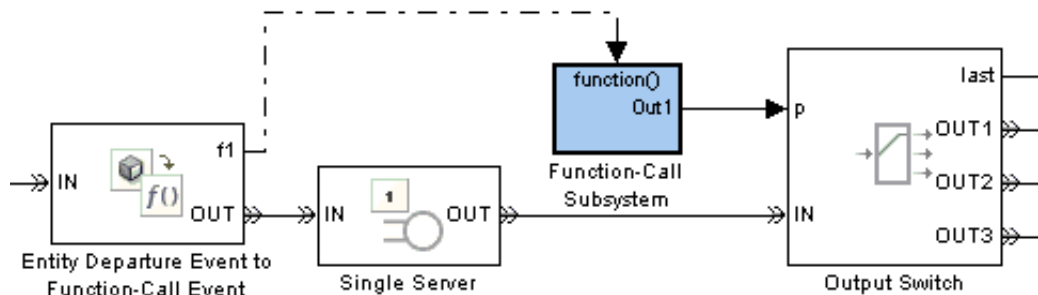 IN
f1
f()
OUT
Entity Departure Event to
Function-Call Event
IN
1
OUT
Single Server
function()
Out1
Function-Call
Subsystem
p
IN
last
OUT1
OUT2
OUT3
Output Switch